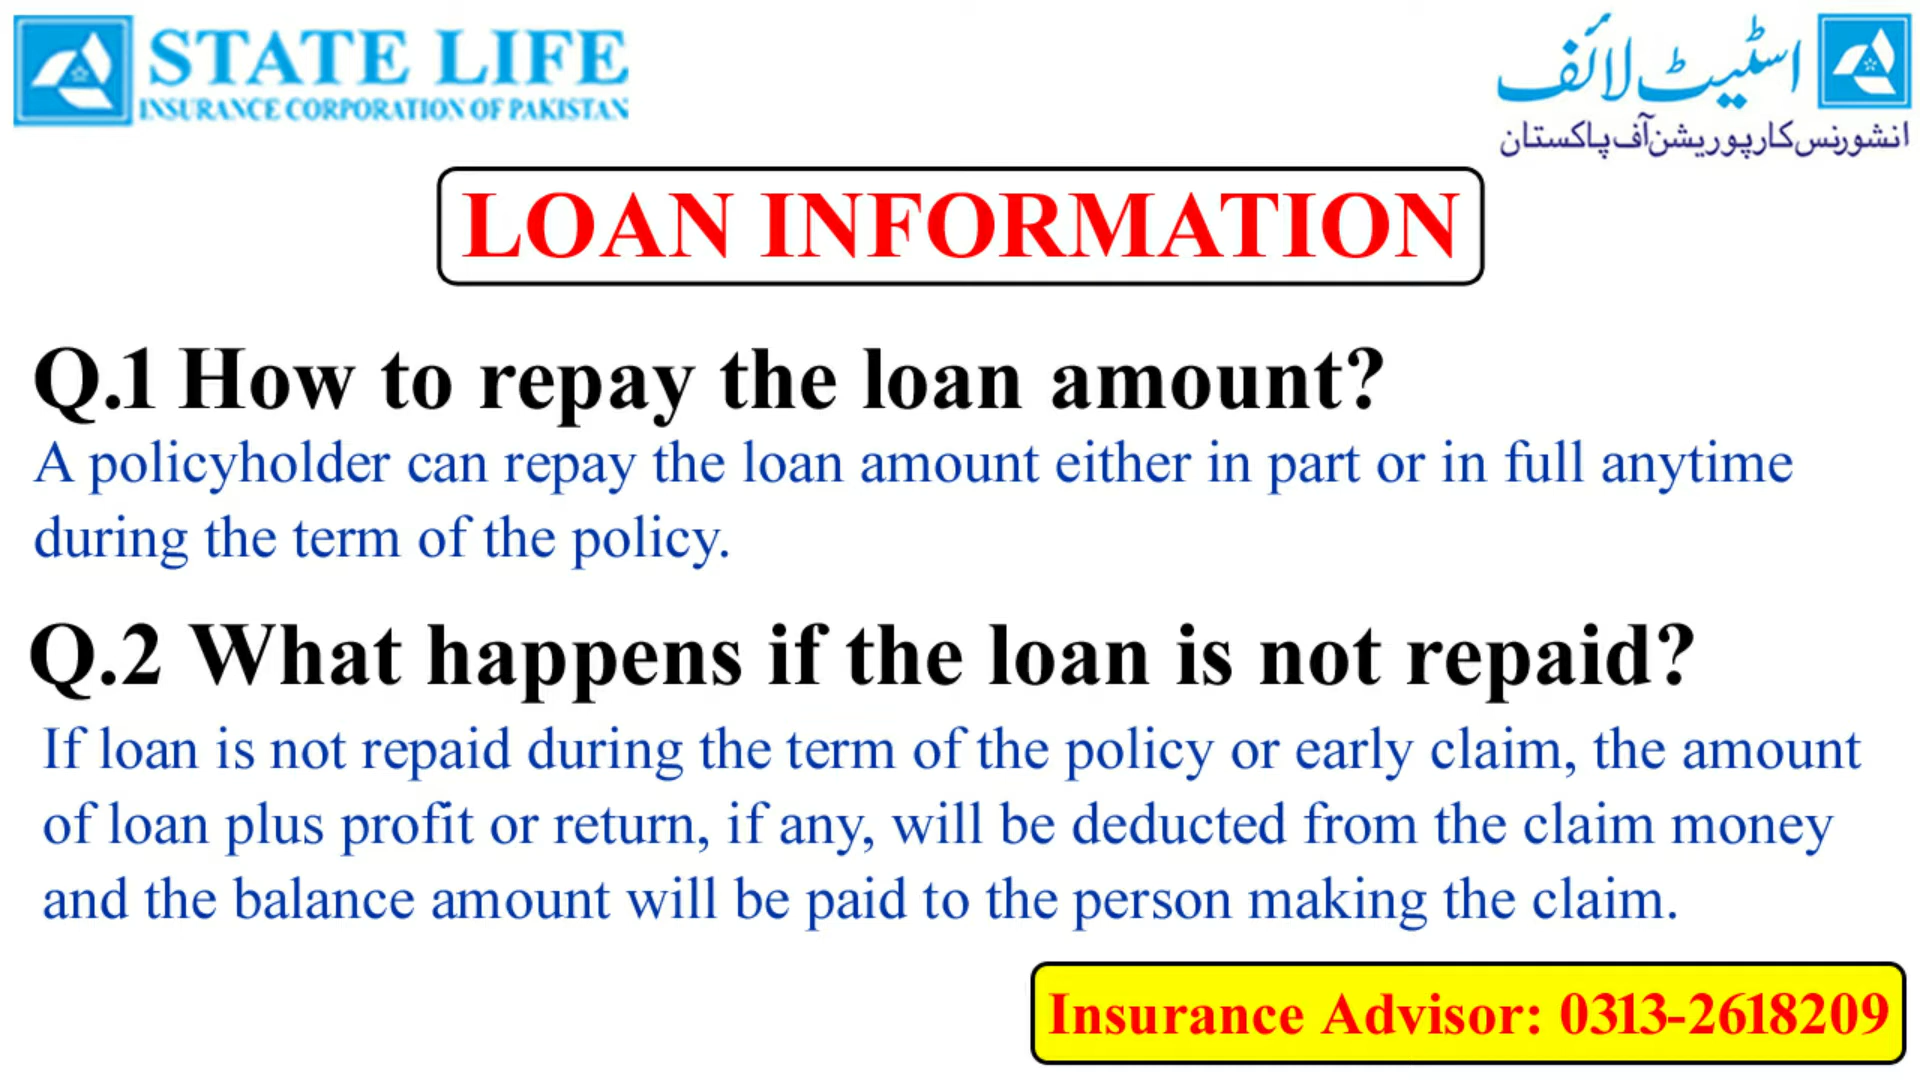 STATE LIFE
INSURANCE CORPORATION OF PAKISTAN
اسٹیٹ لائف
انشورنس کارپوریشن آف پاکستان
LOAN INFORMATION
Q.1 How to repay the loan amount?
A policyholder can repay the loan amount either in part or in full anytime
during the term of the policy.
Q.2 What happens if the loan is not repaid?
If loan is not repaid during the term of the policy or early claim, the amount
of loan plus profit or return, if any, will be deducted from the claim money
and the balance amount will be paid to the person making the claim.
Insurance Advisor: 0313-2618209